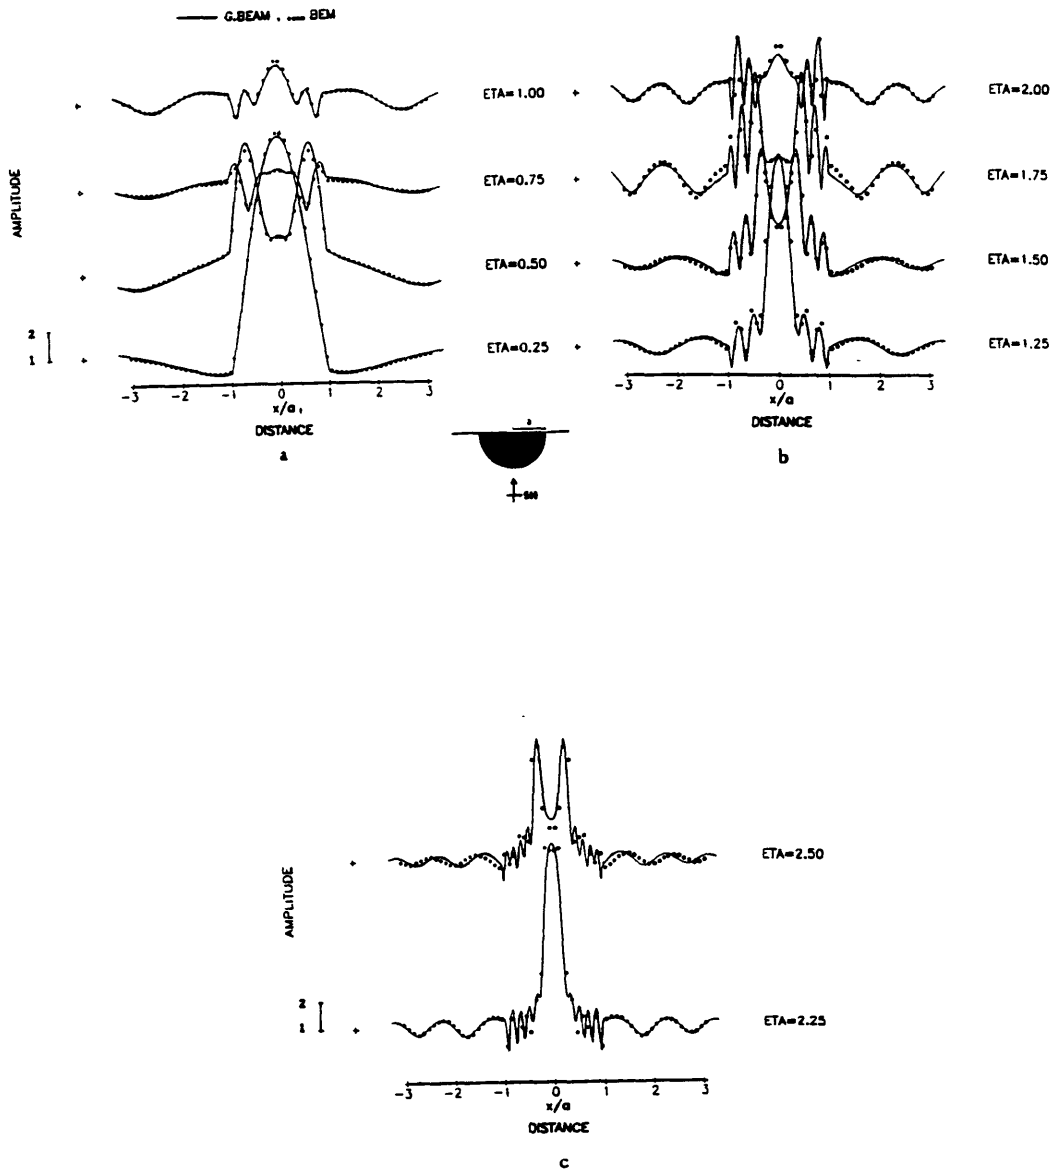 G.BEAM , .... BEM
AMPLITUDE
ETA=1.00
ETA=0.75
ETA=0.50
ETA=0.25
2
1
-3 -2 -1 0 1 2 3
x/a
DISTANCE
a
ETA=2.00
ETA=1.75
ETA=1.50
ETA=1.25
-3 -2 -1 0 1 2 3
x/a
DISTANCE
b
a
AMPLITUDE
ETA=2.50
ETA=2.25
2
1
-3 -2 -1 0 1 2 3
x/a
DISTANCE
c